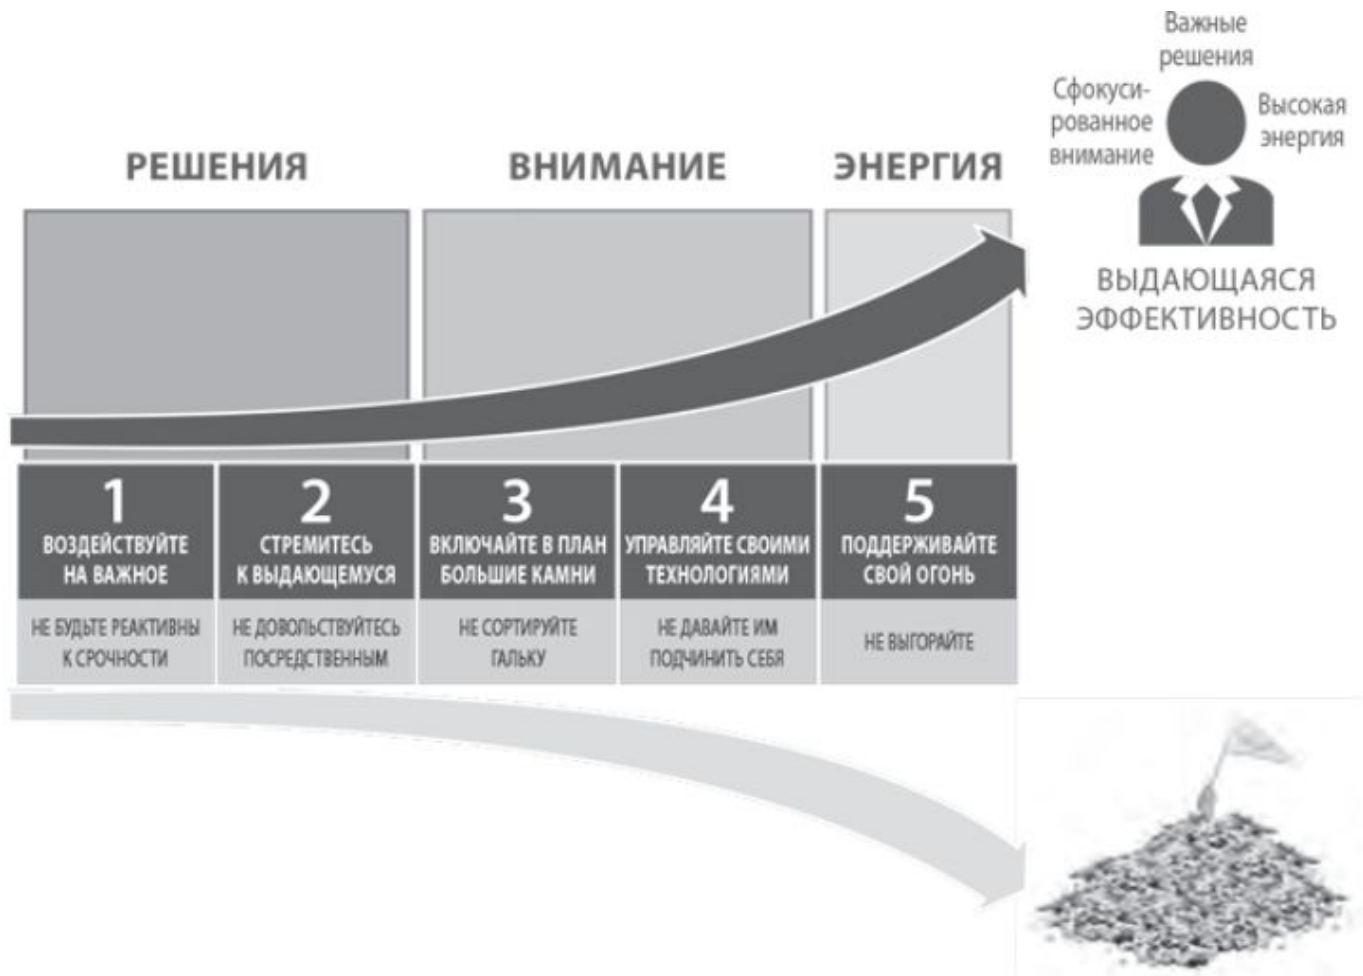 Важные
решения
Сфокуси-
рованное
внимание
Высокая
энергия
ВЫДАЮЩАЯСЯ
ЭФФЕКТИВНОСТЬ
РЕШЕНИЯ
ВНИМАНИЕ
ЭНЕРГИЯ
1
ВОЗДЕЙСТВУЙТЕ
НА ВАЖНОЕ
НЕ БУДЬТЕ РЕАКТИВНЫ
К СРОЧНОСТИ
2
СТРЕМИТЕСЬ
К ВЫДАЮЩЕМУСЯ
НЕ ДОВОЛЬСТВУЙТЕСЬ
ПОСРЕДСТВЕННЫМ
3
ВКЛЮЧАЙТЕ В ПЛАН
БОЛЬШИЕ КАМНИ
НЕ СОРТИРУЙТЕ
ГАЛЬКУ
4
УПРАВЛЯЙТЕ СВОИМИ
ТЕХНОЛОГИЯМИ
НЕ ДАВАЙТЕ ИМ
ПОДЧИНИТЬ СЕБЯ
5
ПОДДЕРЖИВАЙТЕ
СВОЙ ОГОНЬ
НЕ ВЫГОРАЙТЕ